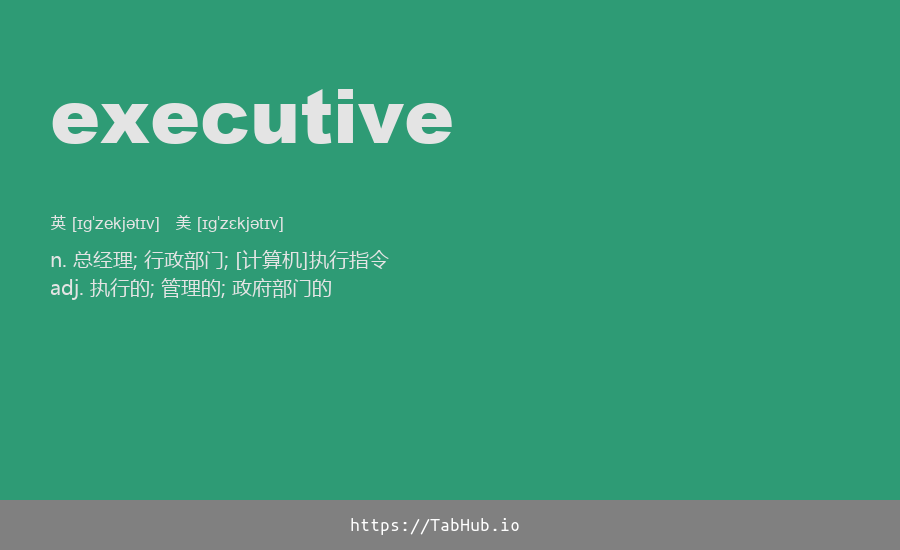 executive
英 [ɪɡˈzekjətɪv] 美 [ɪɡˈzɛkjətɪv]
n. 总经理; 行政部门; [计算机]执行指令
adj. 执行的; 管理的; 政府部门的
https://TabHub.io